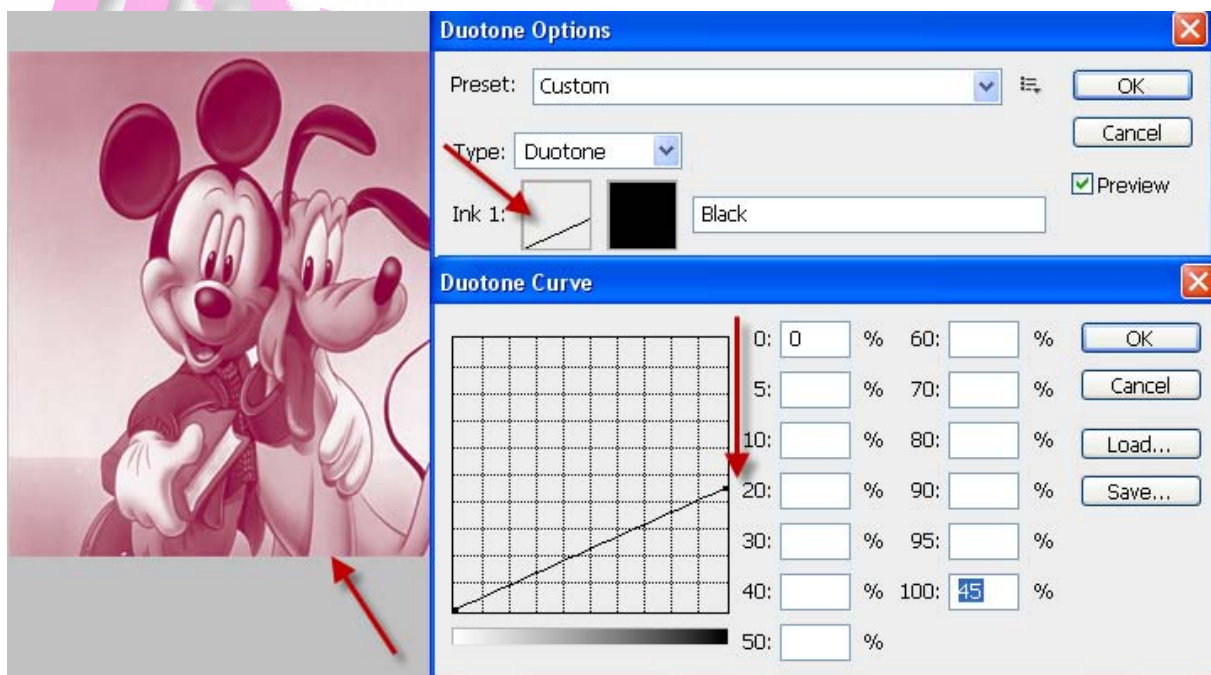 Duotone Options
Preset: Custom
OK
Type: Duotone
Cancel
Preview
Ink 1: Black
Duotone Curve
0: 0 % 60: % OK
5: % 70: % Cancel
10: % 80: % Load...
20: % 90: % Save...
30: % 95: %
40: % 100: 45 %
50: %